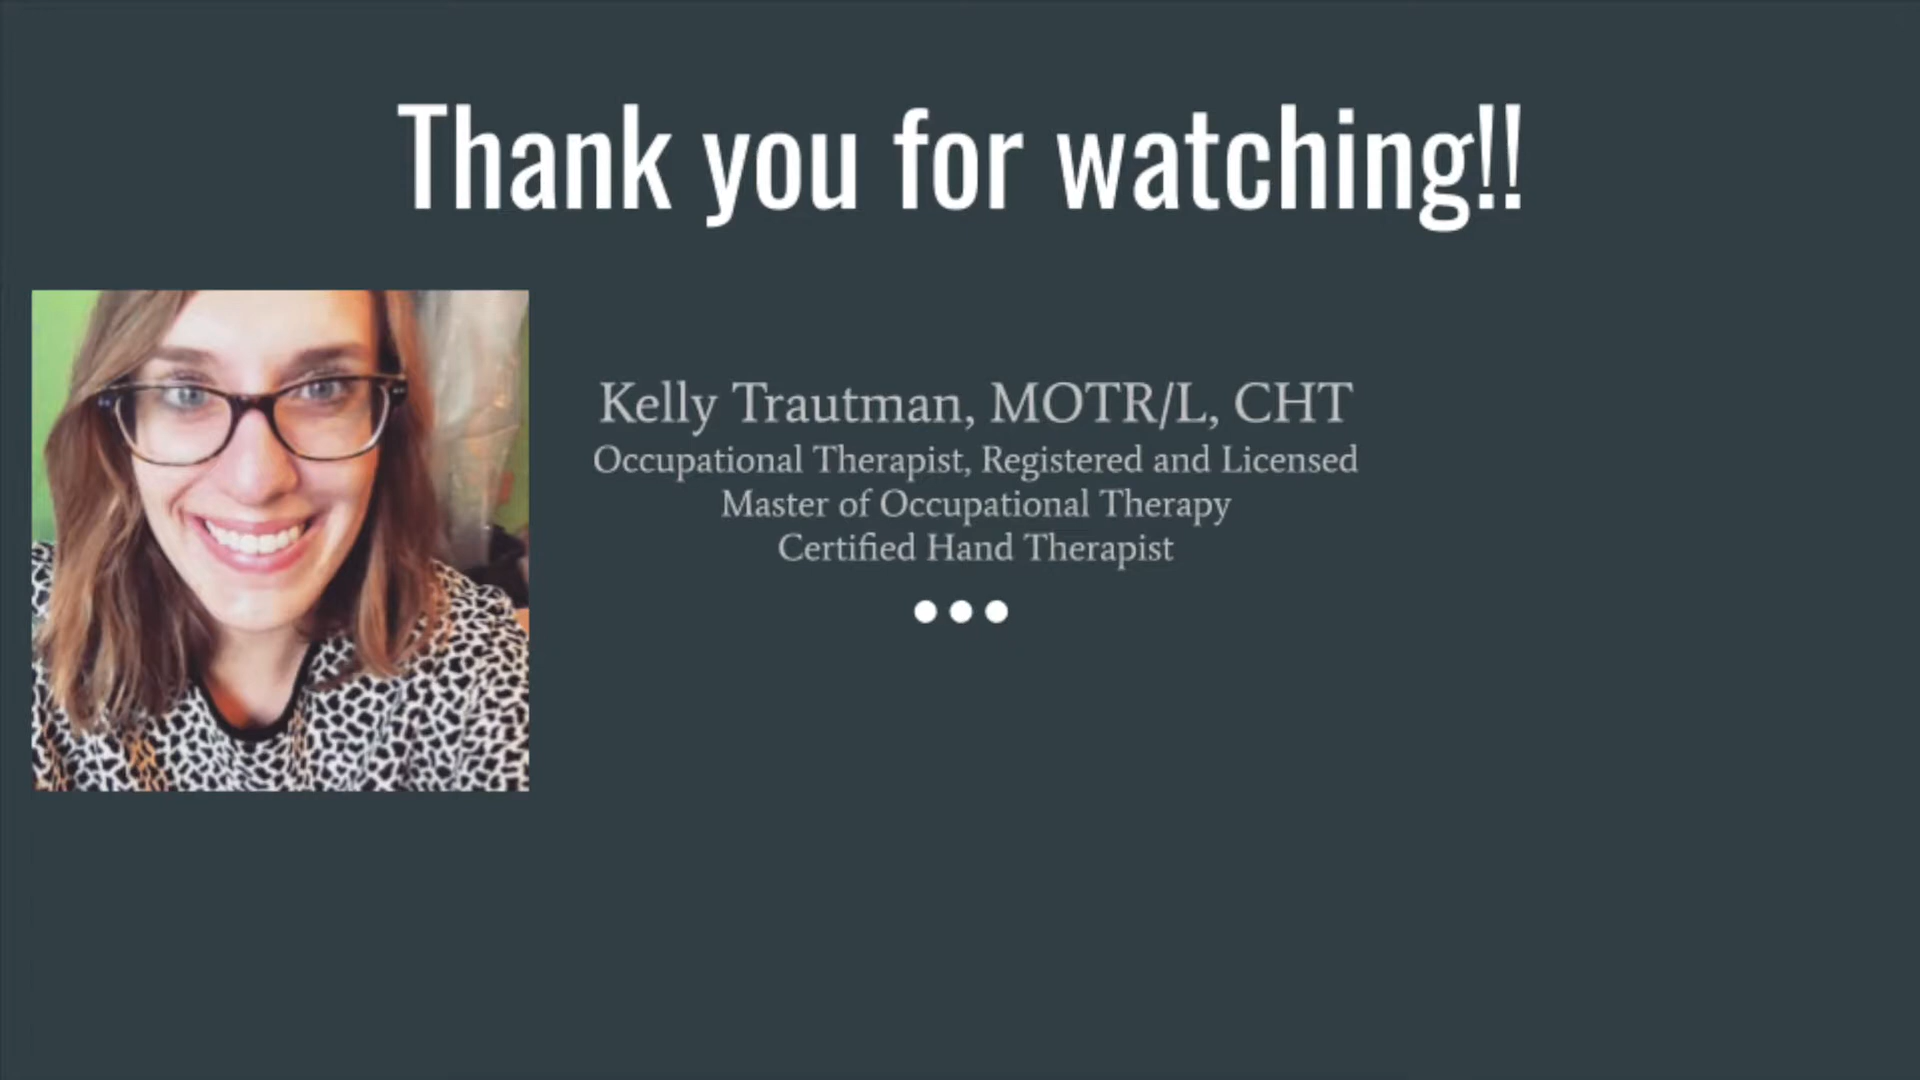 Thank you for watching!!
Kelly Trautman, MOTR/L, CHT
Occupational Therapist, Registered and Licensed
Master of Occupational Therapy
Certified Hand Therapist